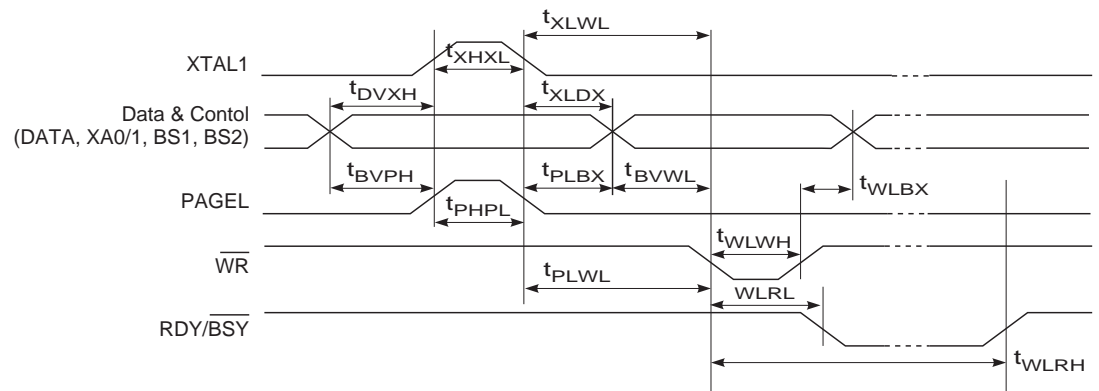 tXLWL
XTAL1
tXHXL
tDVXH
tXLDX
Data & Contol
(DATA, XA0/1, BS1, BS2)
tBVPH
tPLBX
tBVWL
tWLBX
PAGEL
tPHPL
tWLWH
WR
tPLWL
WLRL
RDY/BSY
tWLRH